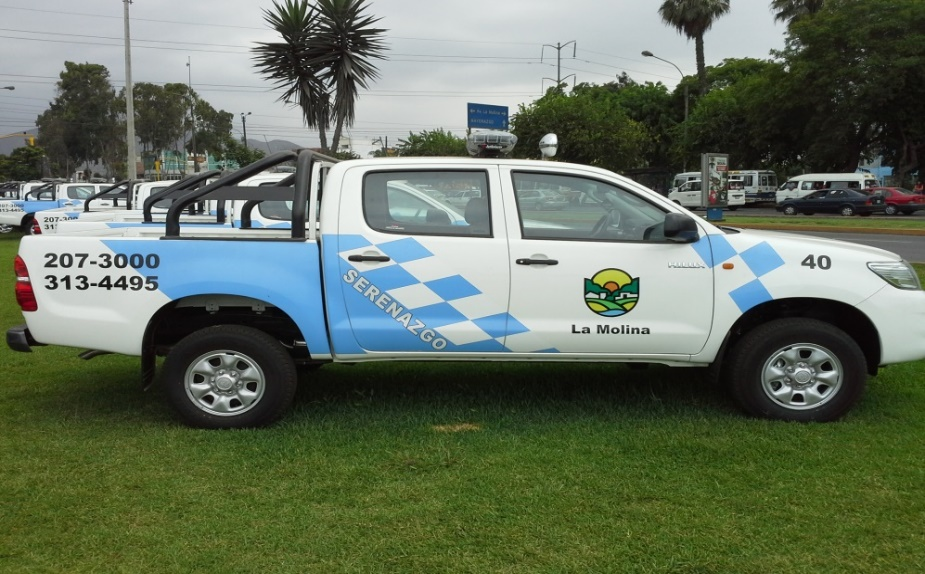 207-3000
313-4495
SERENAZGO
La Molina
HILUX
40